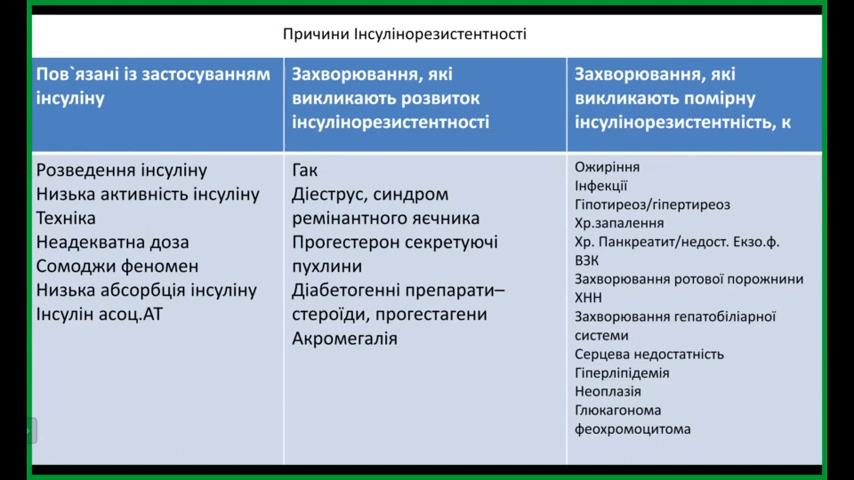 Причини Інсулінорезистентності
Пов`язані із застосуванням
інсуліну
Захворювання, які
викликають розвиток
інсулінорезистентності
Захворювання, які
викликають помірну
інсулінорезистентність, к
Розведення інсуліну
Низька активність інсуліну
Техніка
Неадекватна доза
Сомоджи феномен
Низька абсорбція інсуліну
Інсулін асоц.АТ
Гак
Діеструс, синдром
ремінантного яєчника
Прогестерон секретуючі
пухлини
Діабетогенні препарати–
стероїди, прогестагени
Акромегалія
Ожиріння
Інфекції
Гіпотиреоз/гіпертиреоз
Хр.запалення
Хр. Панкреатит/недост. Екзо.ф.
ВЗК
Захворювання ротової порожнини
ХНН
Захворювання гепатобіліарної
системи
Серцева недостатність
Гіперліпідемія
Неоплазія
Глюкагонома
феохромоцитома